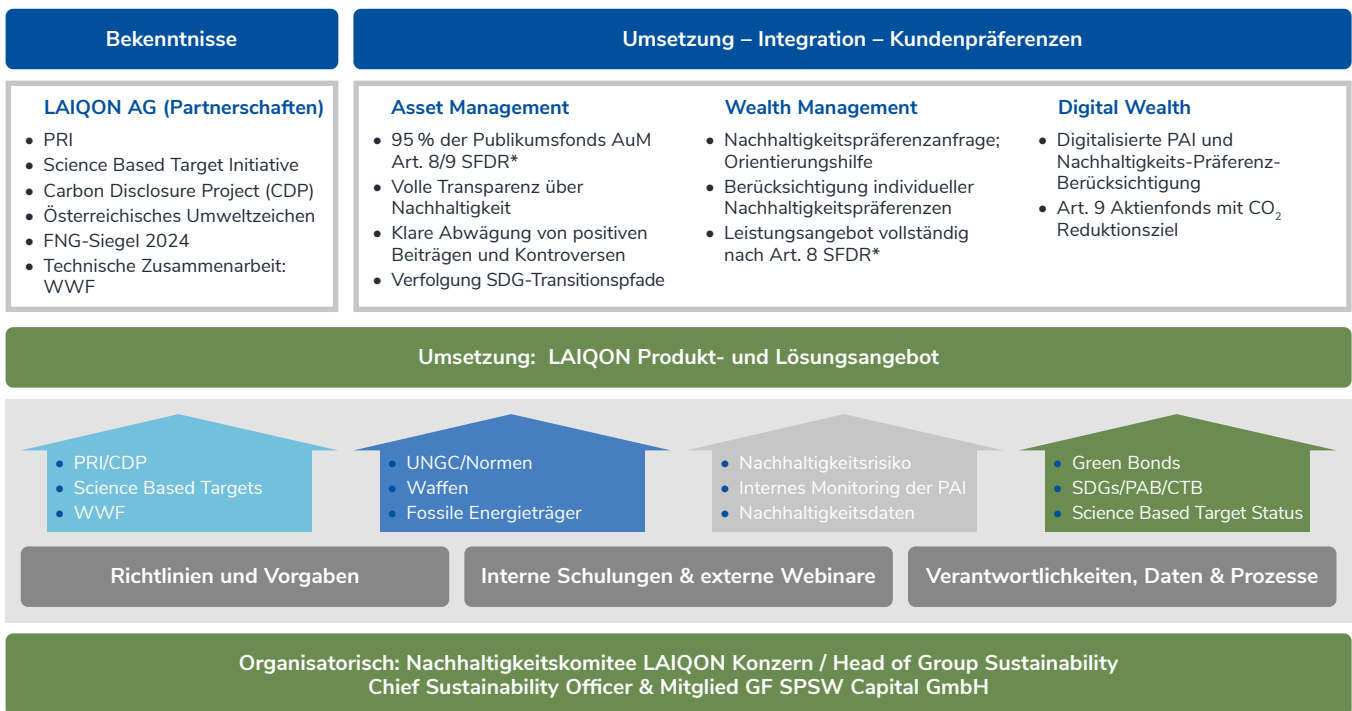 Bekenntnisse
Umsetzung – Integration – Kundenpräferenzen
LAIQON AG (Partnerschaften)
• PRI
• Science Based Target Initiative
• Carbon Disclosure Project (CDP)
• Österreichisches Umweltzeichen
• FNG-Siegel 2024
• Technische Zusammenarbeit:
WWF
Asset Management
• 95 % der Publikumsfonds AuM
Art. 8/9 SFDR*
• Volle Transparenz über
Nachhaltigkeit
• Klare Abwägung von positiven
Beiträgen und Kontroversen
• Verfolgung SDG-Transitionspfade
Wealth Management
• Nachhaltigkeitspräferenzanfrage;
Orientierungshilfe
• Berücksichtigung individueller
Nachhaltigkeitspräferenzen
• Leistungsangebot vollständig
nach Art. 8 SFDR*
Digital Wealth
• Digitalisierte PAI und
Nachhaltigkeits-Präferenz-
Berücksichtigung
• Art. 9 Aktienfonds mit CO₂
Reduktionsziel
Umsetzung: LAIQON Produkt- und Lösungsangebot
• PRI/CDP
• Science Based Targets
• WWF
• UNGC/Normen
• Waffen
• Fossile Energieträger
• Nachhaltigkeitsrisiko
• Internes Monitoring der PAI
• Nachhaltigkeitsdaten
• Green Bonds
• SDGs/PAB/CTB
• Science Based Target Status
Richtlinien und Vorgaben
Interne Schulungen & externe Webinare
Verantwortlichkeiten, Daten & Prozesse
Organisatorisch: Nachhaltigkeitskomitee LAIQON Konzern / Head of Group Sustainability
Chief Sustainability Officer & Mitglied GF SPSW Capital GmbH